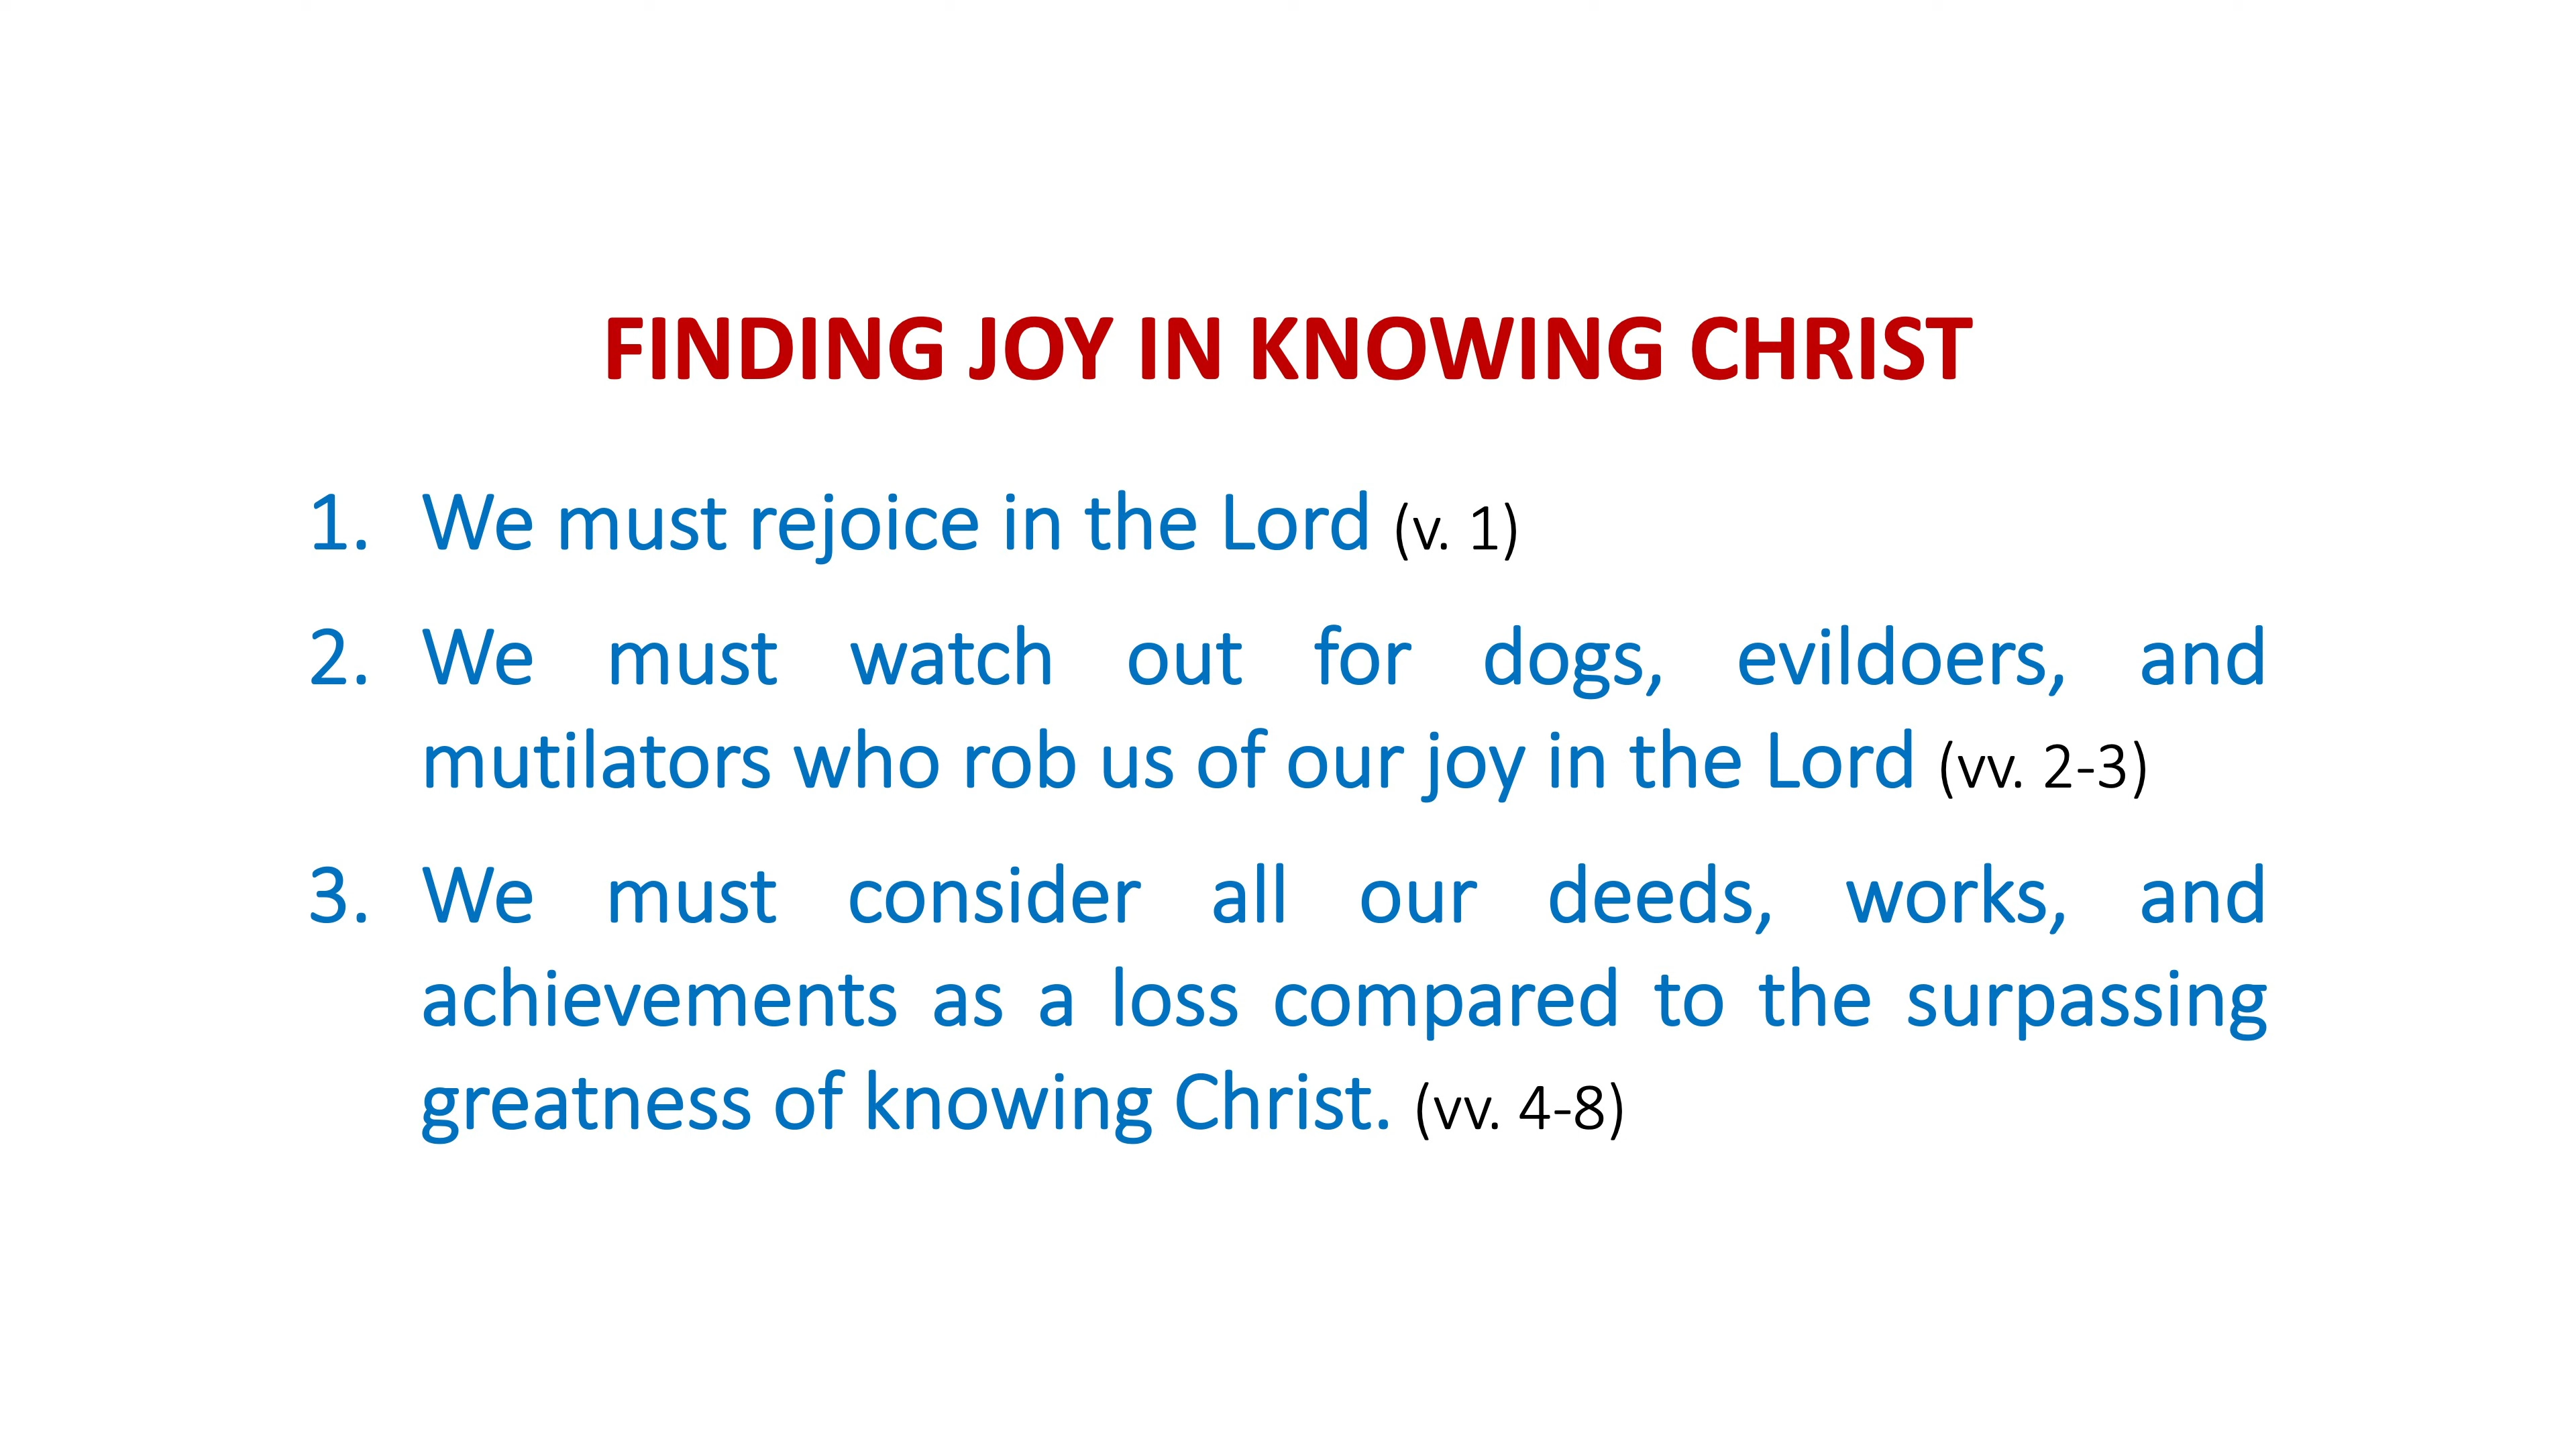 FINDING JOY IN KNOWING CHRIST
1. We must rejoice in the Lord (v. 1)
2. We must watch out for dogs, evildoers, and
mutilators who rob us of our joy in the Lord (vv. 2-3)
3. We must consider all our deeds, works, and
achievements as a loss compared to the surpassing
greatness of knowing Christ. (vv. 4-8)